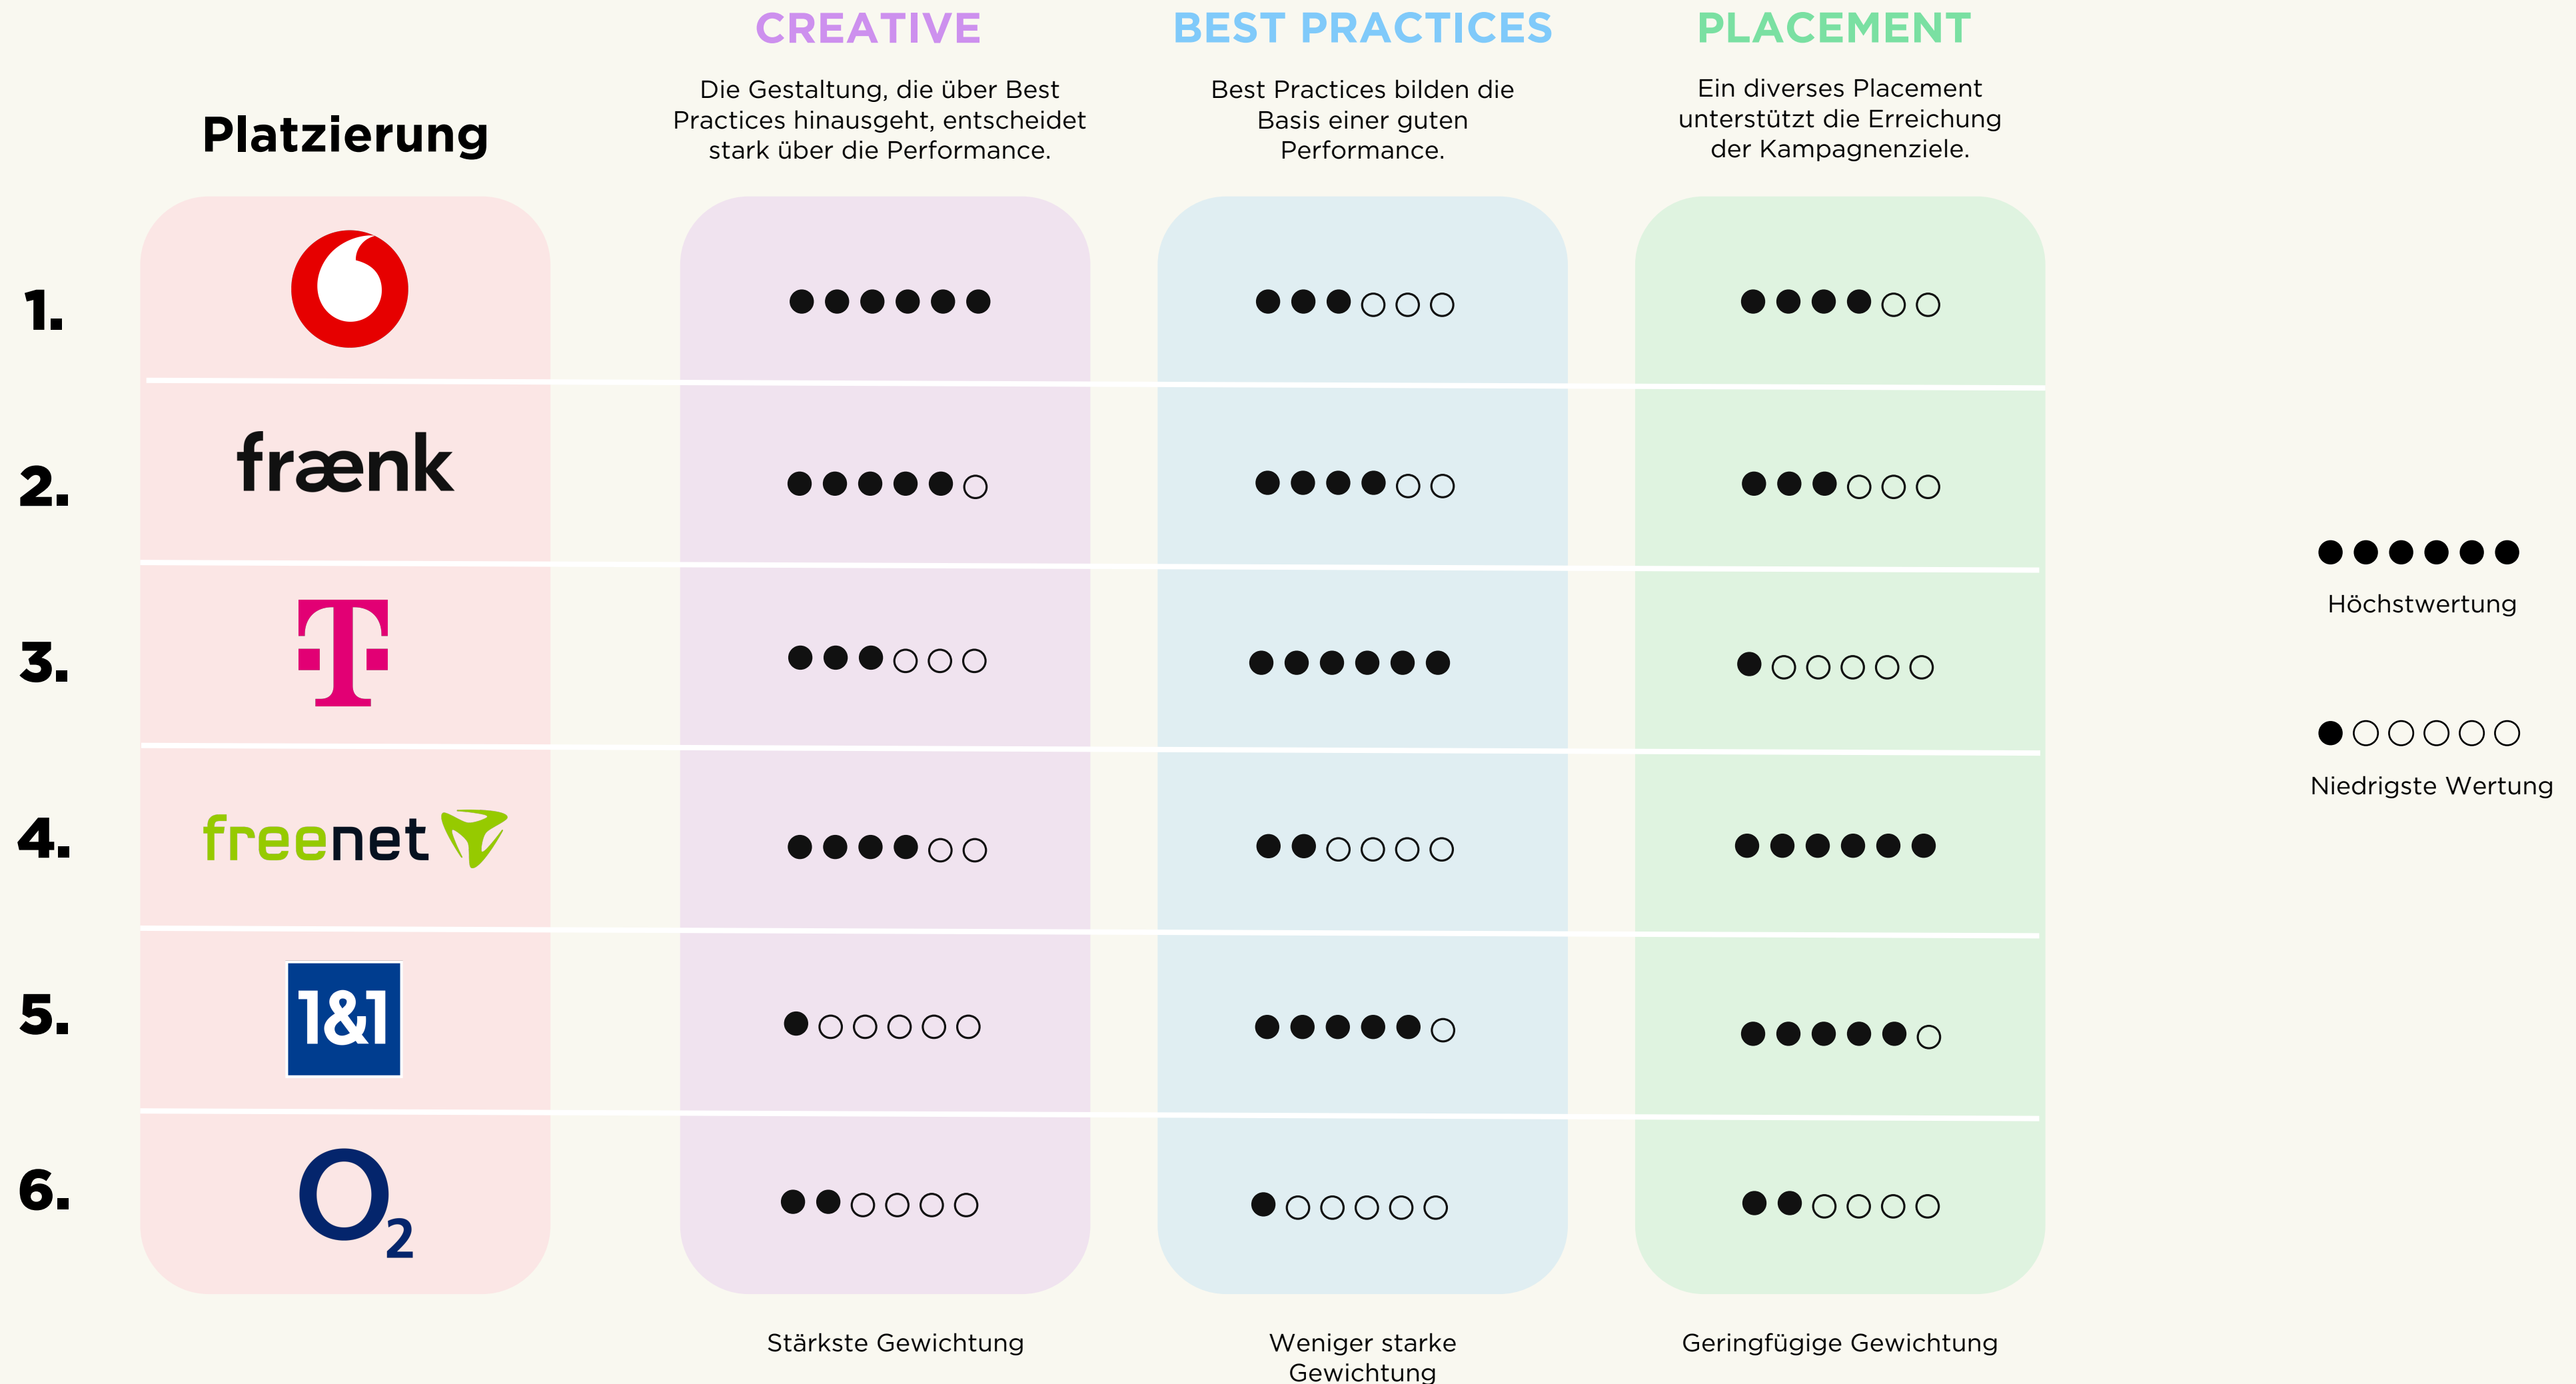 CREATIVE
BEST PRACTICES
PLACEMENT
Platzierung
Die Gestaltung, die über Best
Practices hinausgeht, entscheidet
stark über die Performance.
Best Practices bilden die
Basis einer guten
Performance.
Ein diverses Placement
unterstützt die Erreichung
der Kampagnenziele.
1.
2.
frænk
3.
T
4.
freenet
5.
1&1
6.
O2
Höchstwertung
Niedrigste Wertung
Stärkste Gewichtung
Weniger starke
Gewichtung
Geringfügige Gewichtung